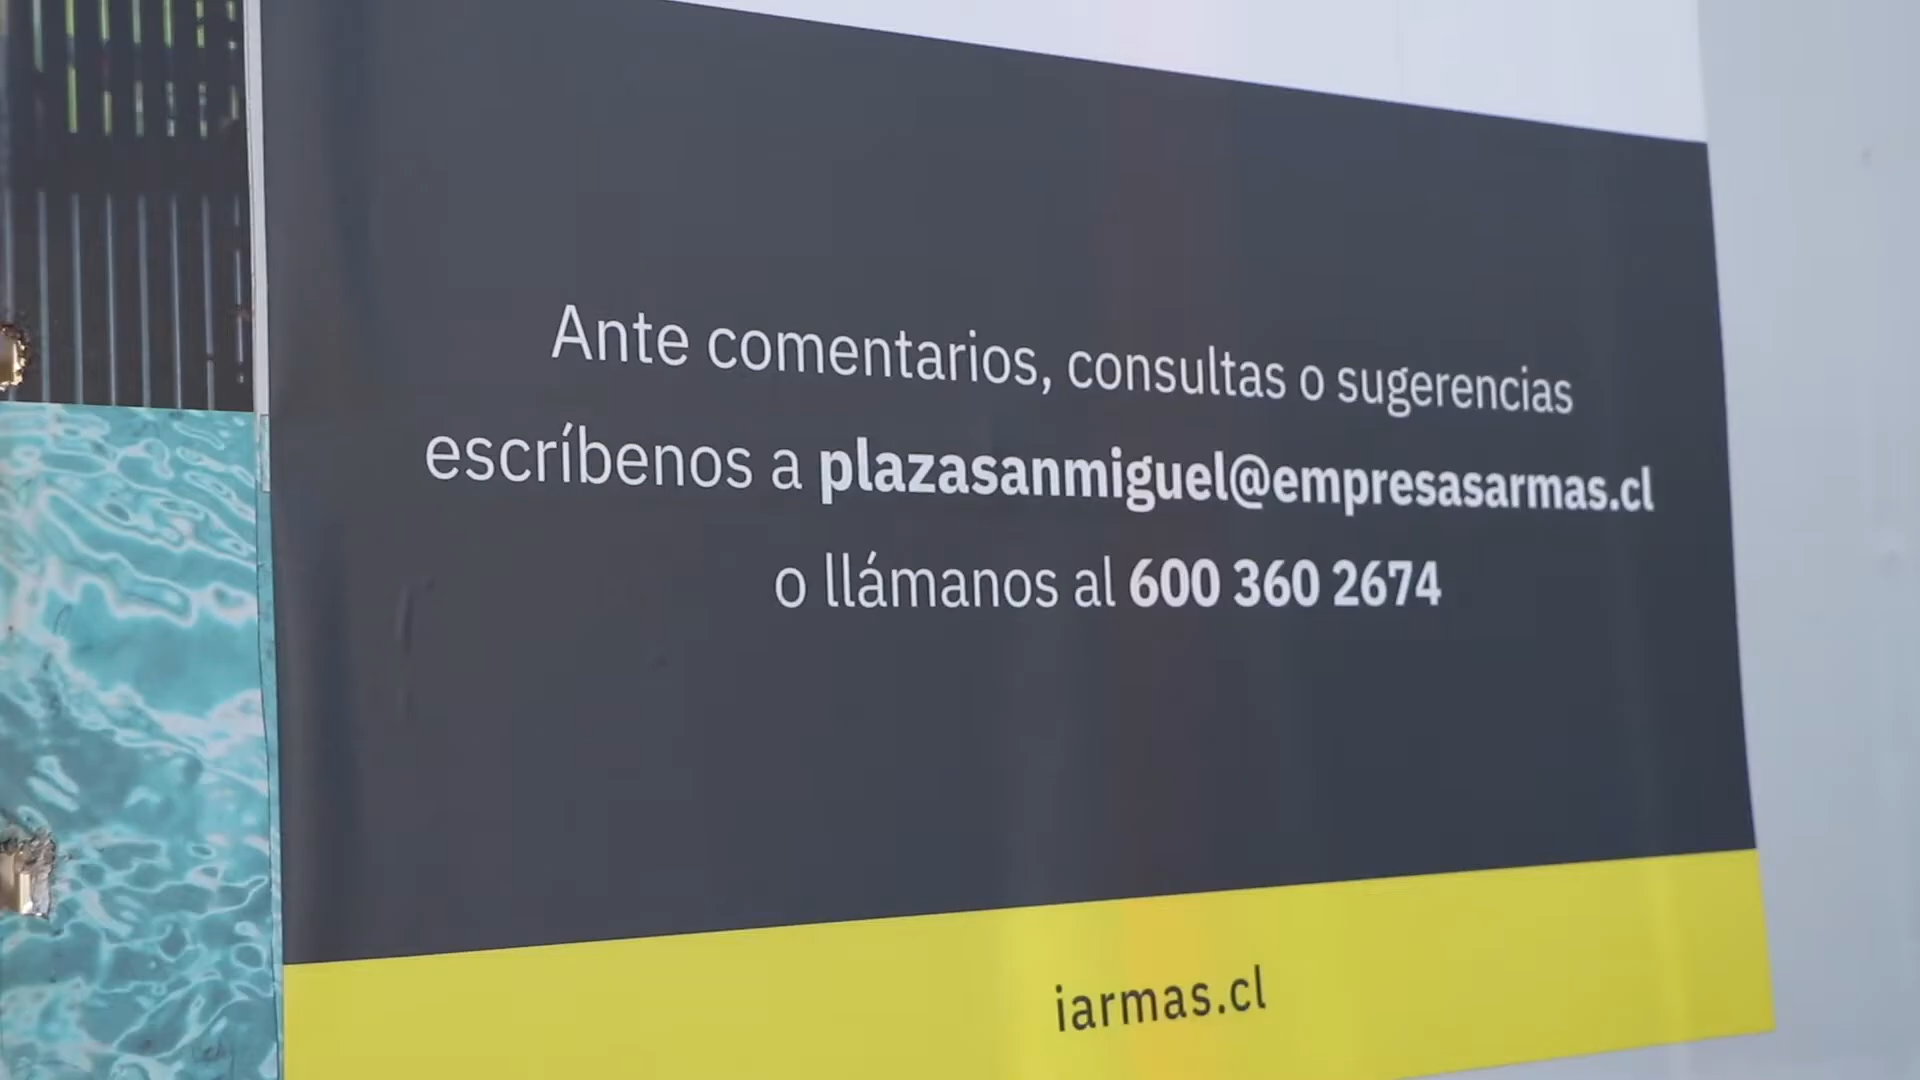 Ante comentarios, consultas o sugerencias
escríbenos a plazasanmiguel@empresasarmas.cl
o llámanos al 600 360 2674
iarmas.cl